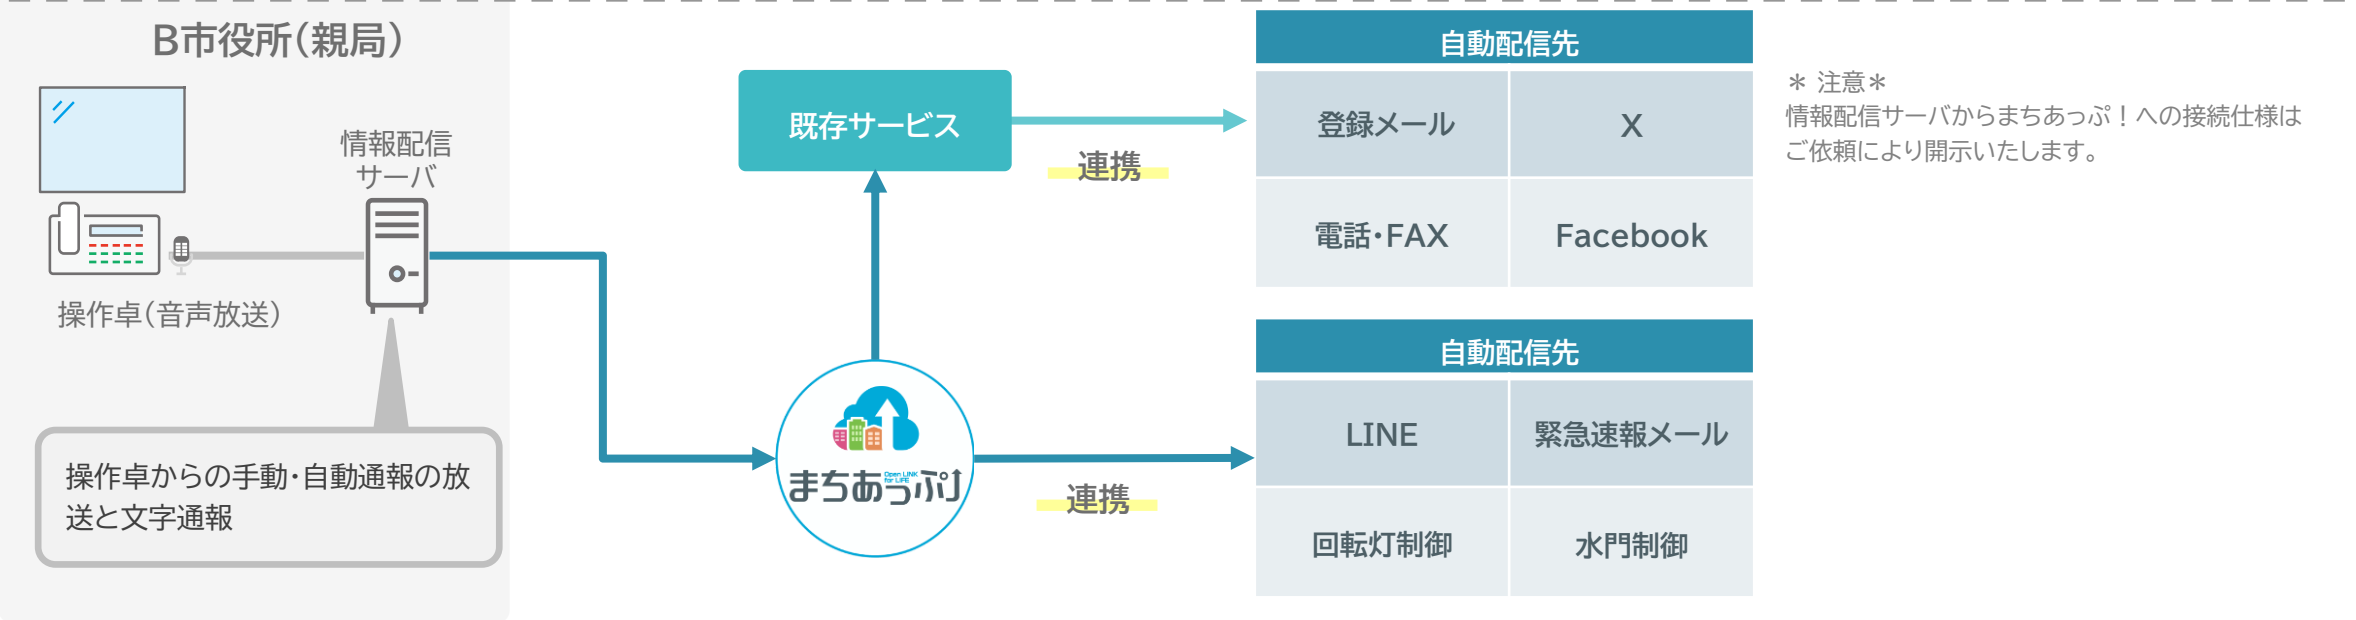 B市役所（親局）
情報配信
サーバ
操作卓（音声放送）
操作卓からの手動・自動通報の放
送と文字通報
既存サービス
連携
まちあっぷ！
Open LINK
for LIFE
連携
自動配信先
登録メール
X
電話・FAX
Facebook
自動配信先
LINE
緊急速報メール
回転灯制御
水門制御
＊ 注意＊
情報配信サーバからまちあっぷ！への接続仕様は
ご依頼により開示いたします。